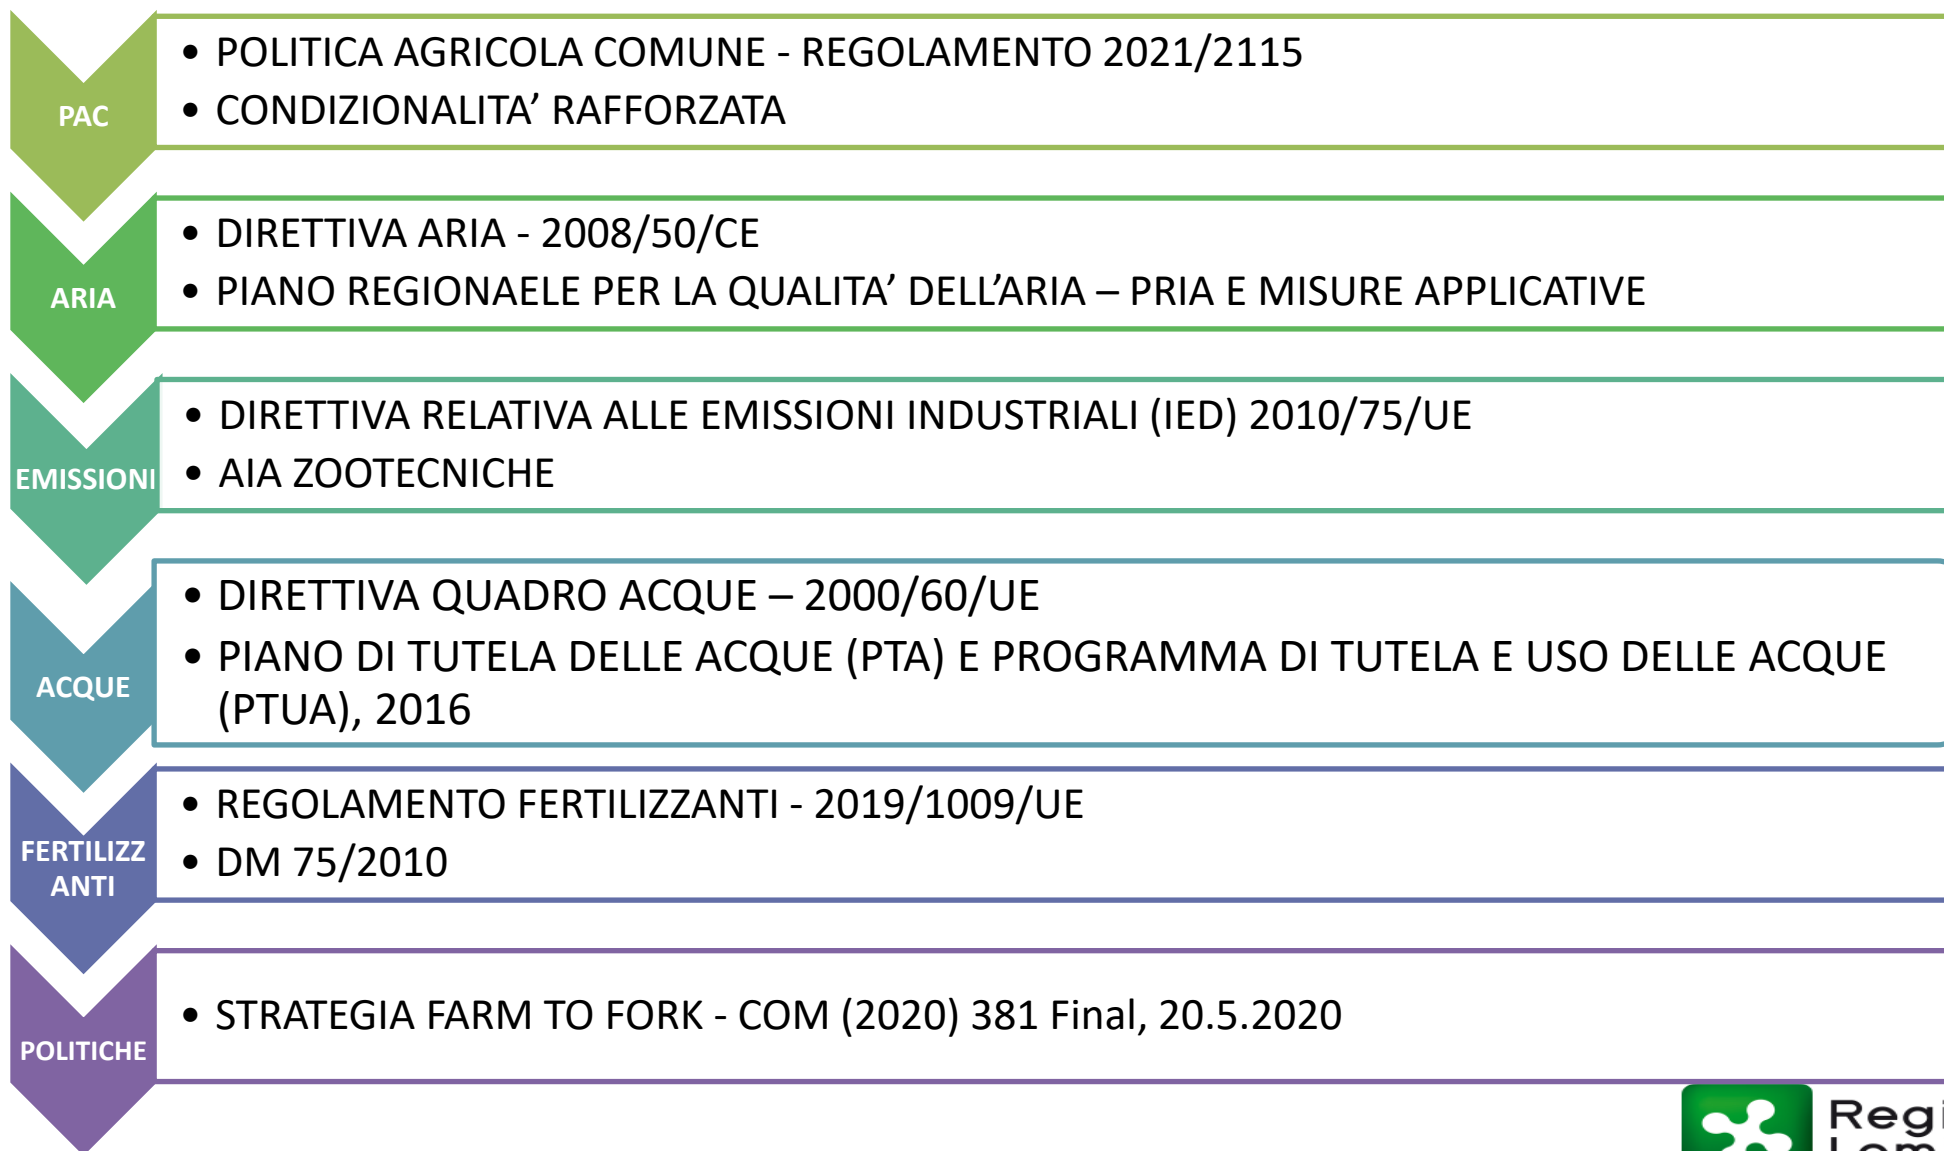 PAC
• POLITICA AGRICOLA COMUNE - REGOLAMENTO 2021/2115
• CONDIZIONALITA’ RAFFORZATA
ARIA
• DIRETTIVA ARIA - 2008/50/CE
• PIANO REGIONAELE PER LA QUALITA’ DELL’ARIA – PRIA E MISURE APPLICATIVE
EMISSIONI
• DIRETTIVA RELATIVA ALLE EMISSIONI INDUSTRIALI (IED) 2010/75/UE
• AIA ZOOTECNICHE
ACQUE
• DIRETTIVA QUADRO ACQUE – 2000/60/UE
• PIANO DI TUTELA DELLE ACQUE (PTA) E PROGRAMMA DI TUTELA E USO DELLE ACQUE
(PTUA), 2016
FERTILIZZ
ANTI
• REGOLAMENTO FERTILIZZANTI - 2019/1009/UE
• DM 75/2010
POLITICHE
• STRATEGIA FARM TO FORK - COM (2020) 381 Final, 20.5.2020